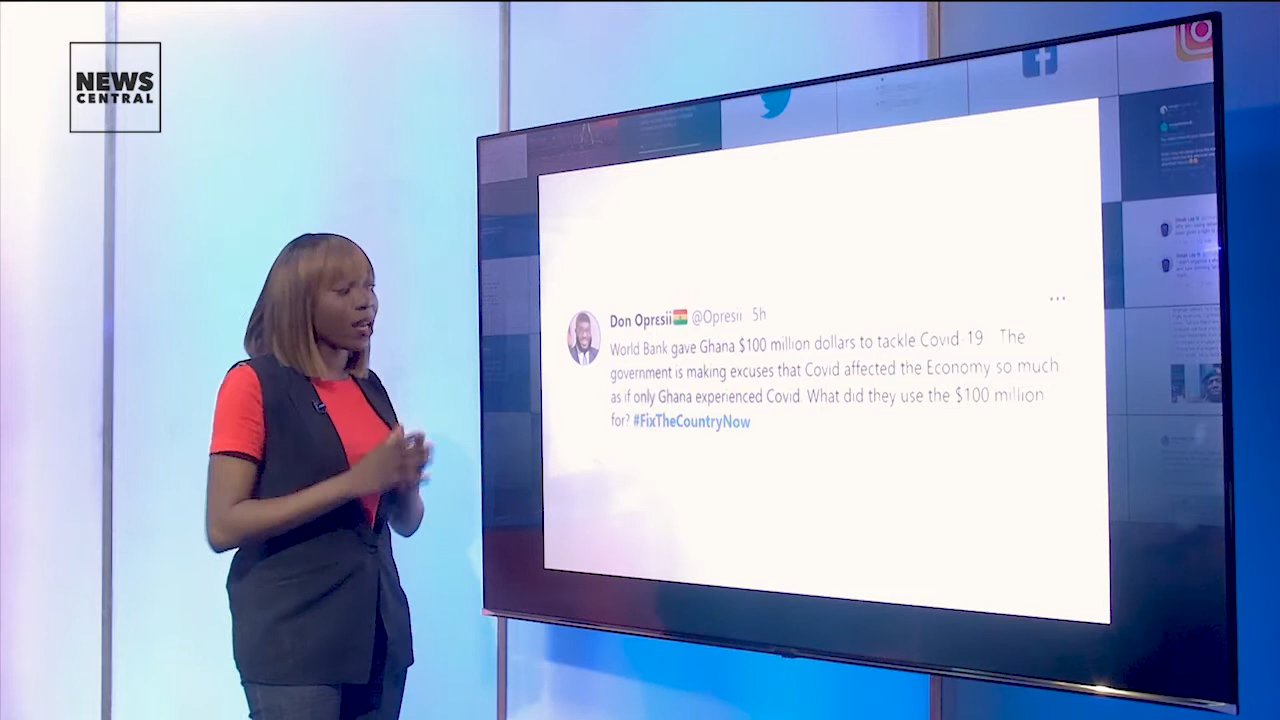 NEWS
CENTRAL
Don Opresii @Opresii 5h
World Bank gave Ghana $100 million dollars to tackle Covid-19 The
government is making excuses that Covid affected the Economy so much
as if only Ghana experienced Covid. What did they use the $100 million
for? #FixTheCountryNow